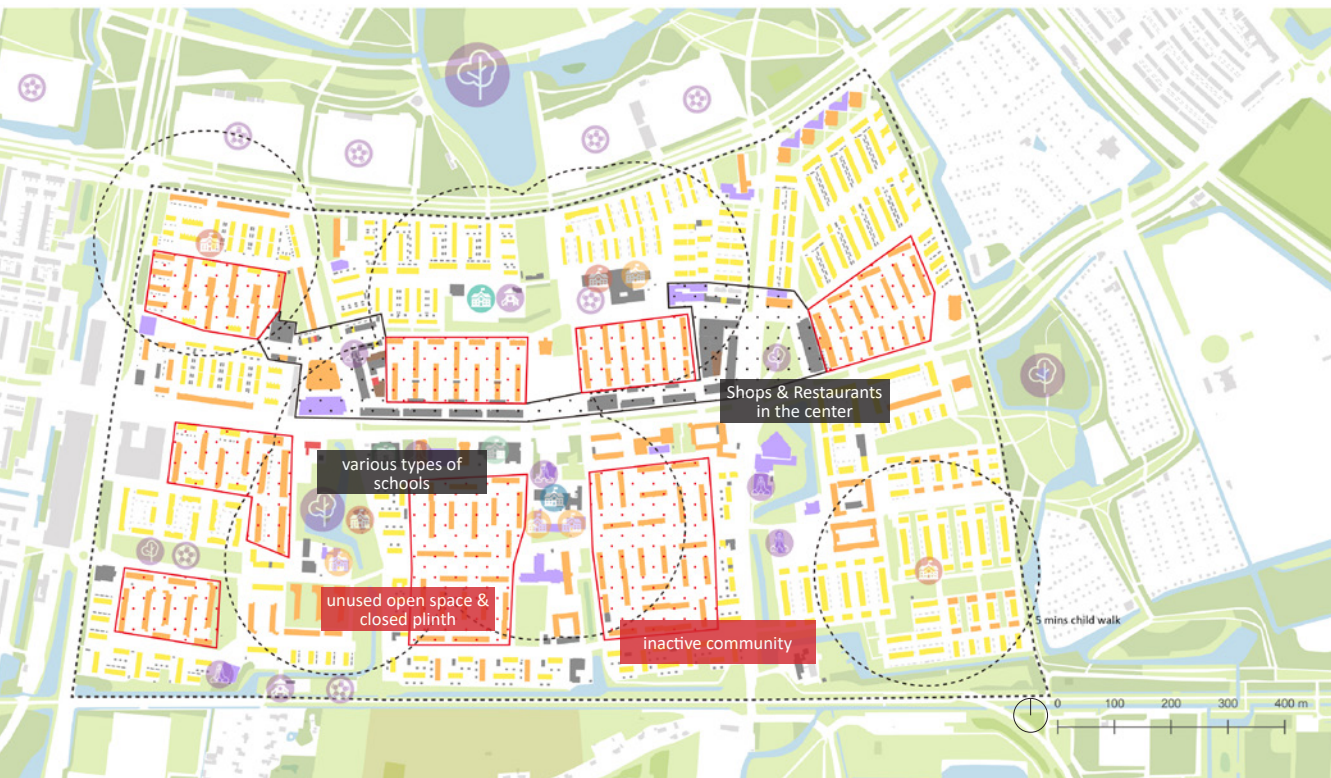 Shops & Restaurants
in the center
various types of
schools
unused open space &
closed plinth
inactive community
5 mins child walk
0 100 200 300 400 m